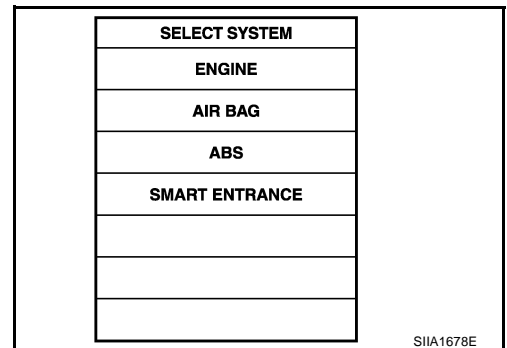 SELECT SYSTEM
ENGINE
AIR BAG
ABS
SMART ENTRANCE
SIIA1678E